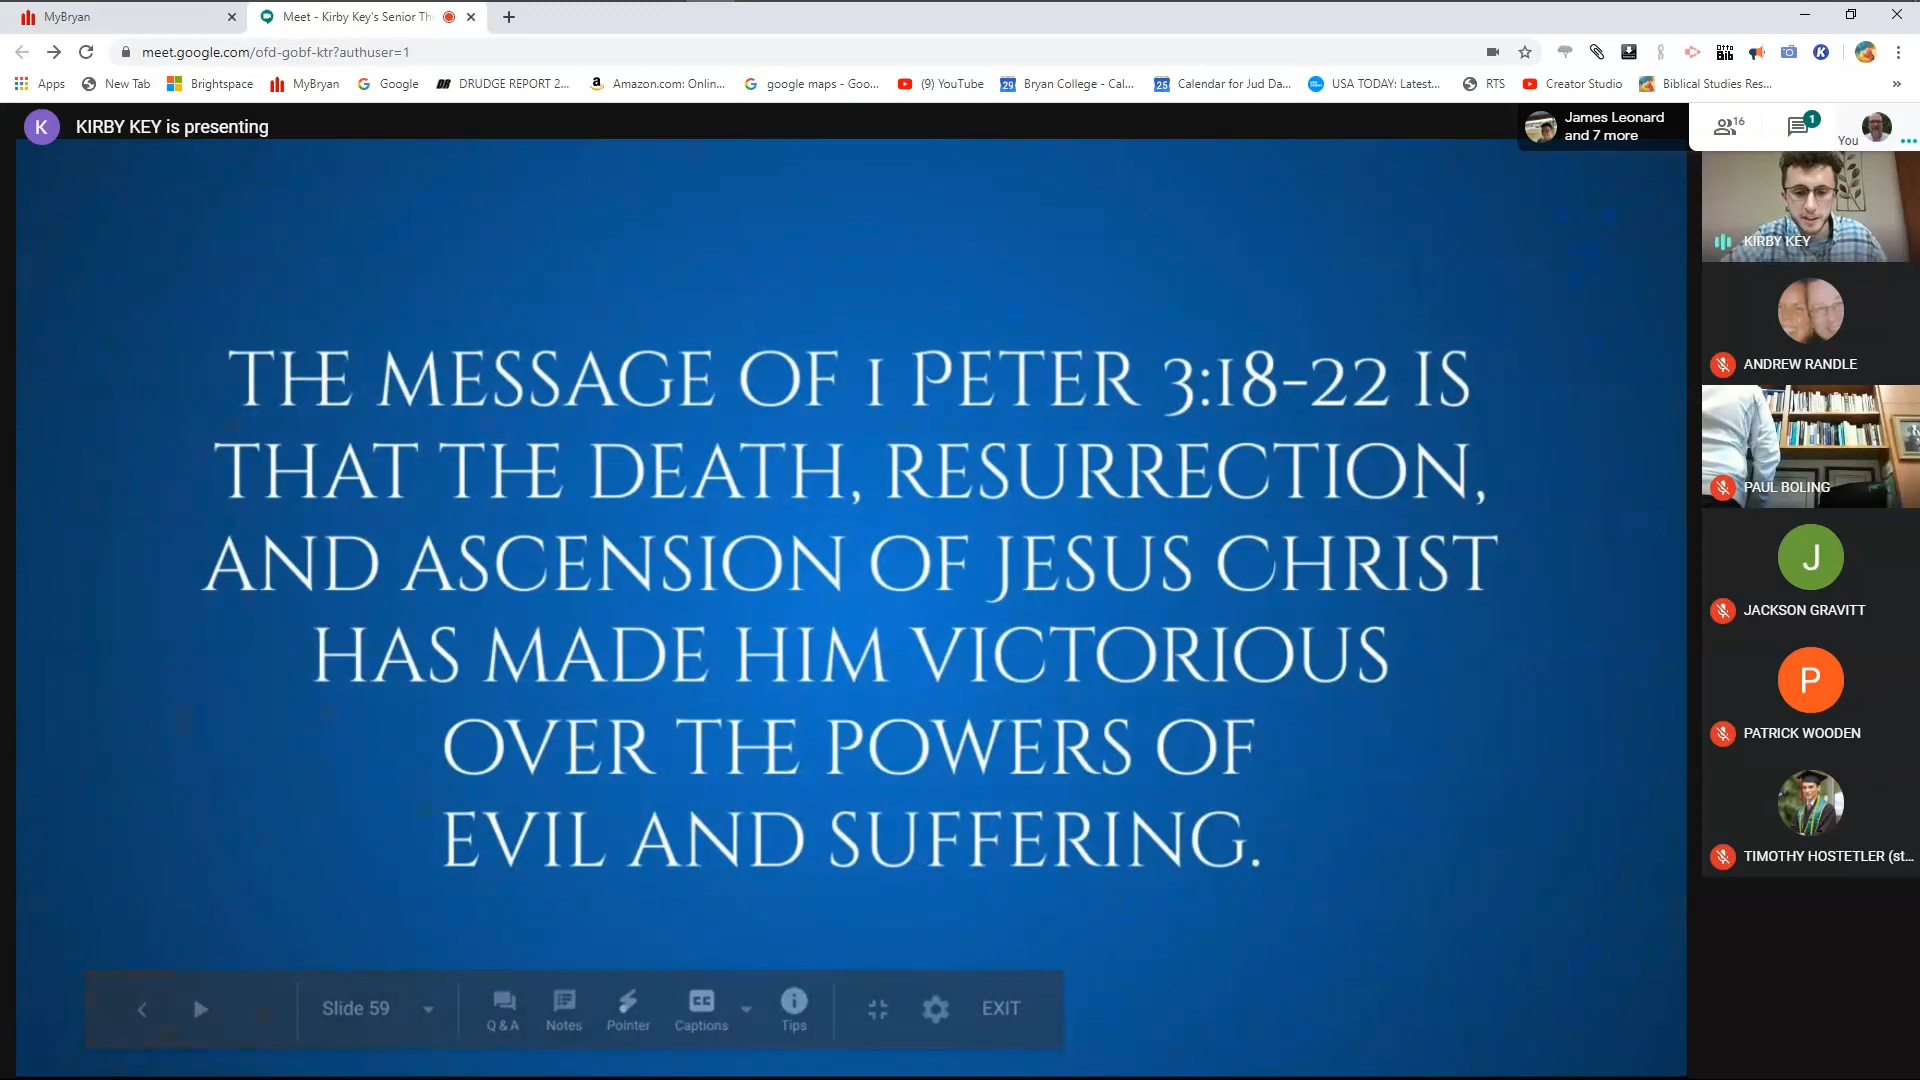 MyBryan
Meet - Kirby Key's Senior Th
meet.google.com/ofd-gobf-ktr?authuser=1
Apps
New Tab
Brightspace
MyBryan
Google
DRUDGE REPORT 2...
Amazon.com: Onlin...
google maps - Goo...
(9) YouTube
Bryan College - Cal...
Calendar for Jud Da...
USA TODAY: Latest...
RTS
Creator Studio
Biblical Studies Res...
»
K
KIRBY KEY is presenting
James Leonard
and 7 more
16
1
You
THE MESSAGE OF 1 PETER 3:18-22 IS
THAT THE DEATH, RESURRECTION,
AND ASCENSION OF JESUS CHRIST
HAS MADE HIM VICTORIOUS
OVER THE POWERS OF
EVIL AND SUFFERING.
KIRBY KEY
ANDREW RANDLE
PAUL BOLING
J
JACKSON GRAVITT
P
PATRICK WOODEN
TIMOTHY HOSTETLER (st...
Slide 59
Q & A
Notes
Pointer
CC
Captions
Tips
EXIT